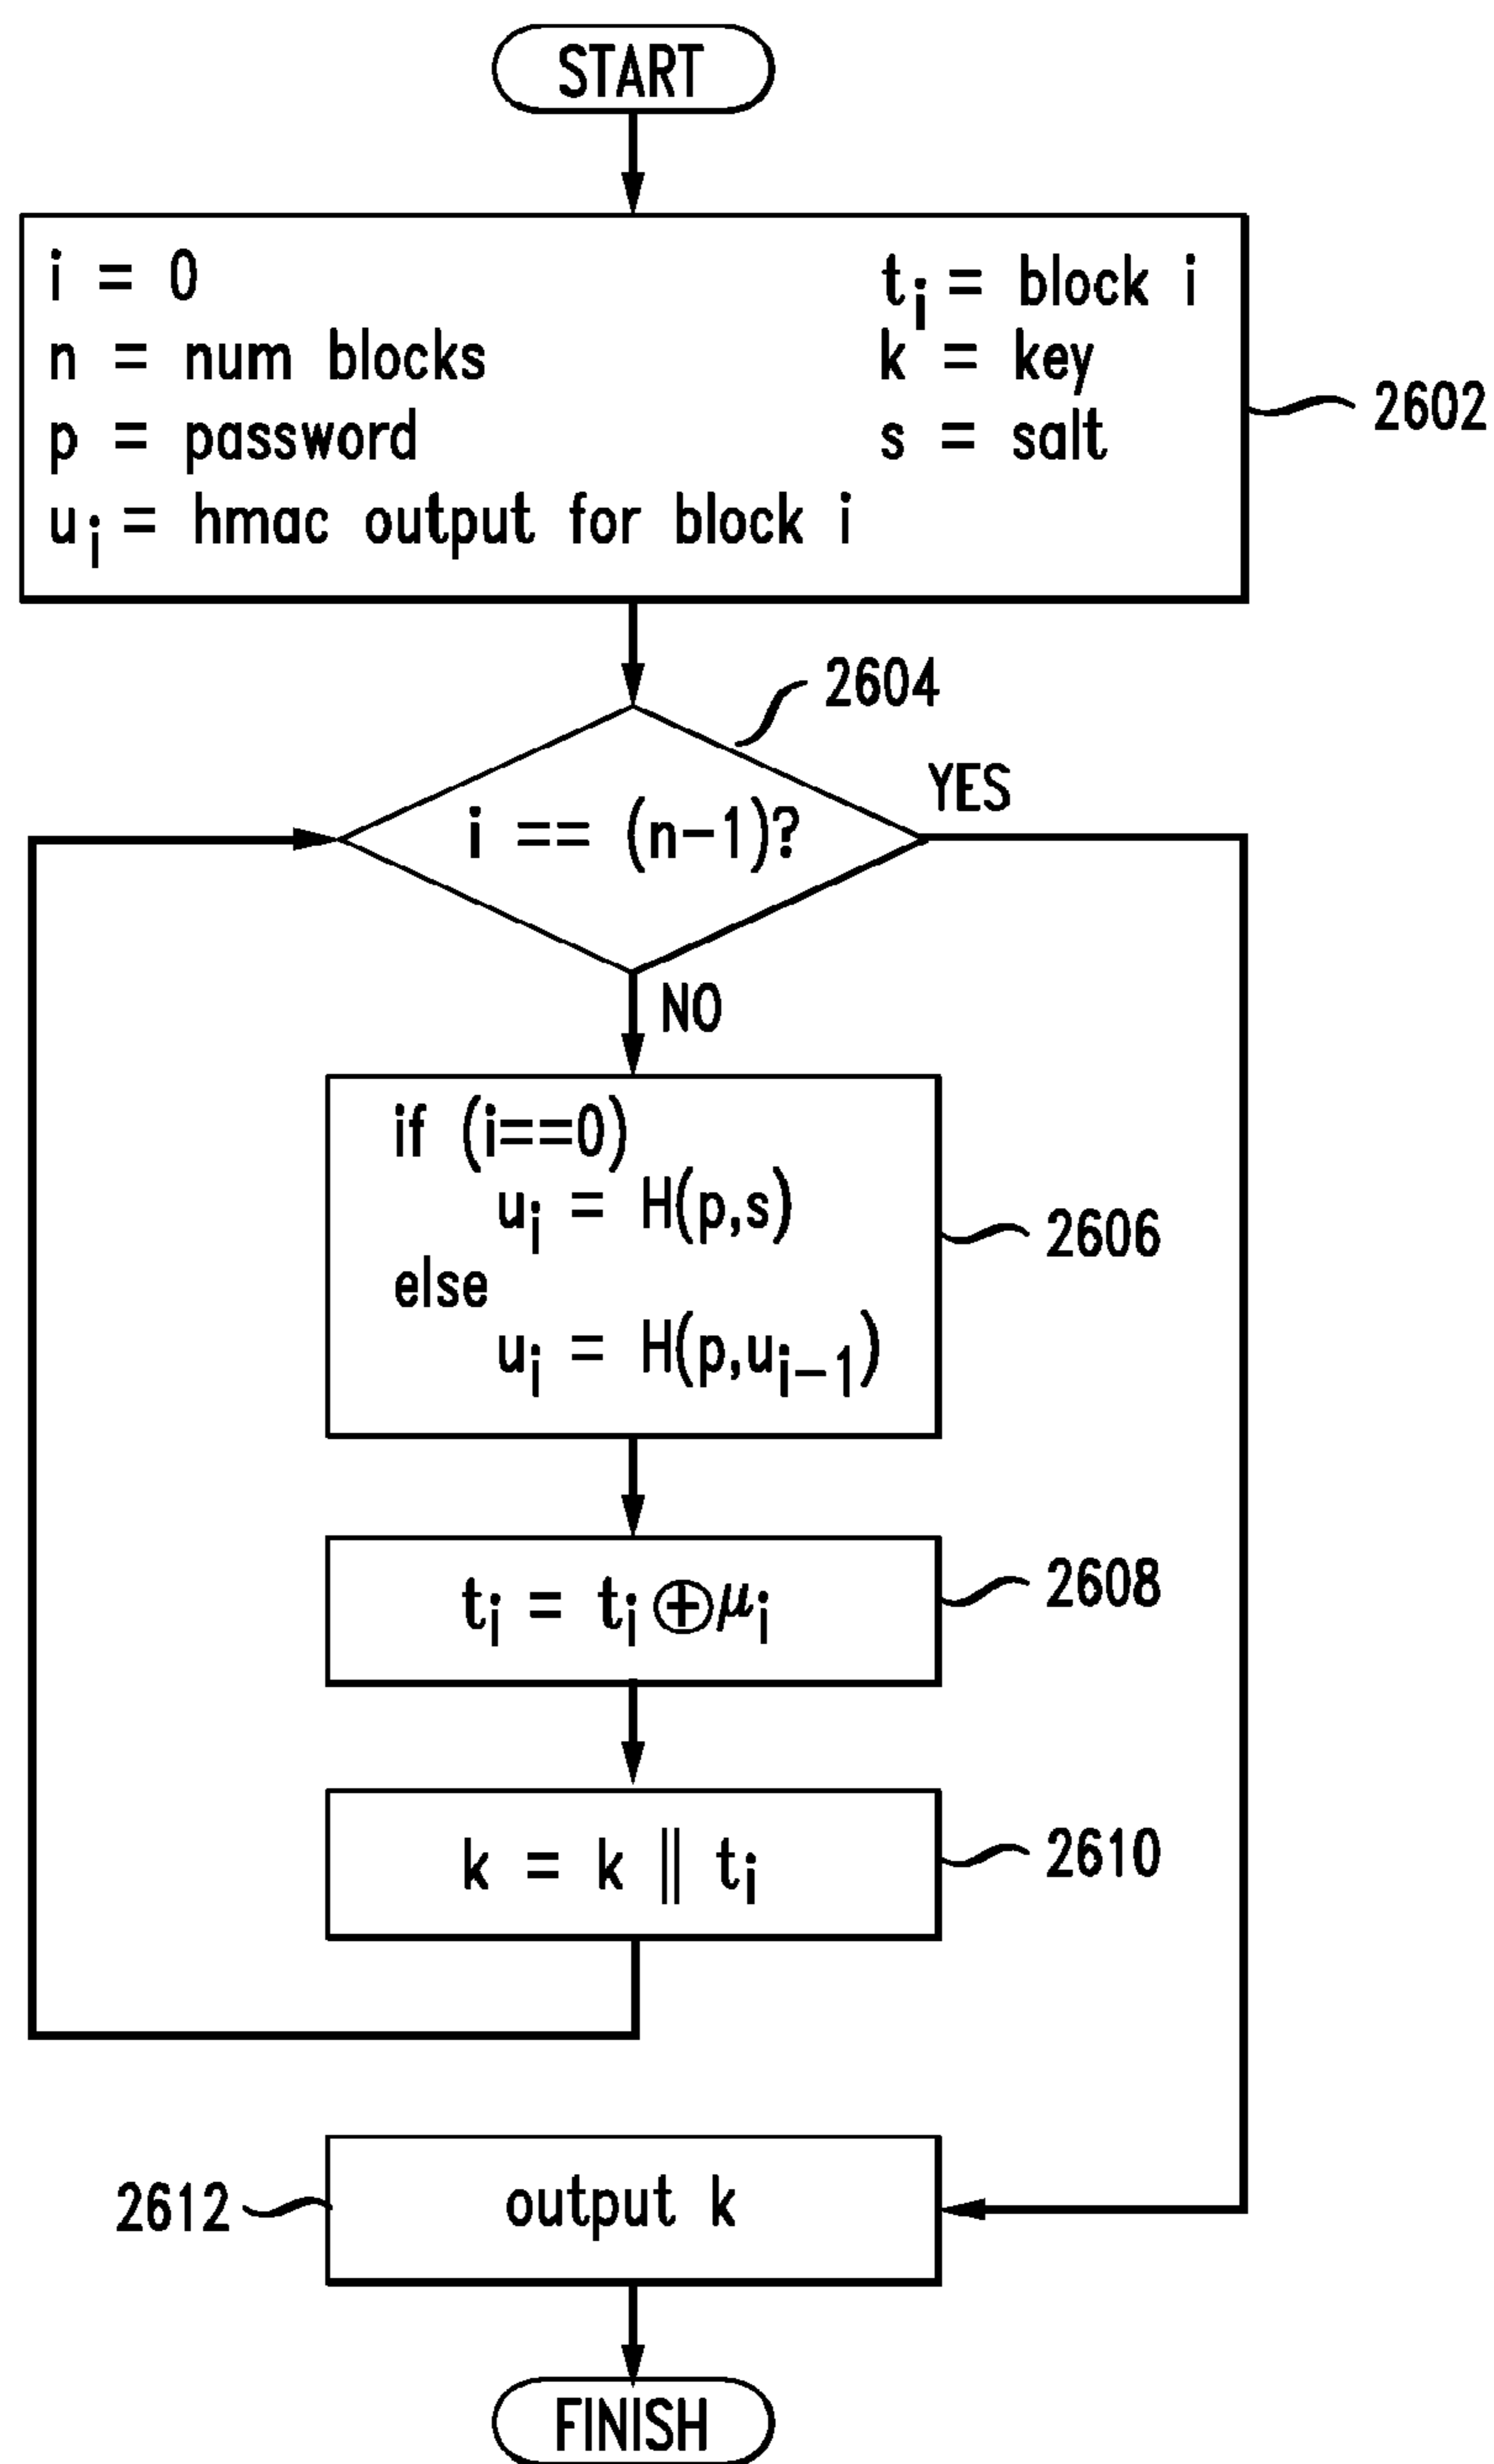 START
i = 0
n = num blocks
p = password
u_i = hmac output for block i
t_i = block i
k = key
s = salt
2602
2604
i == (n-1)?
YES
NO
if (i==0)
u_i = H(p,s)
else
u_i = H(p,u_i-1)
2606
t_i = t_i ⊕ μ_i
2608
k = k || t_i
2610
2612
output k
FINISH